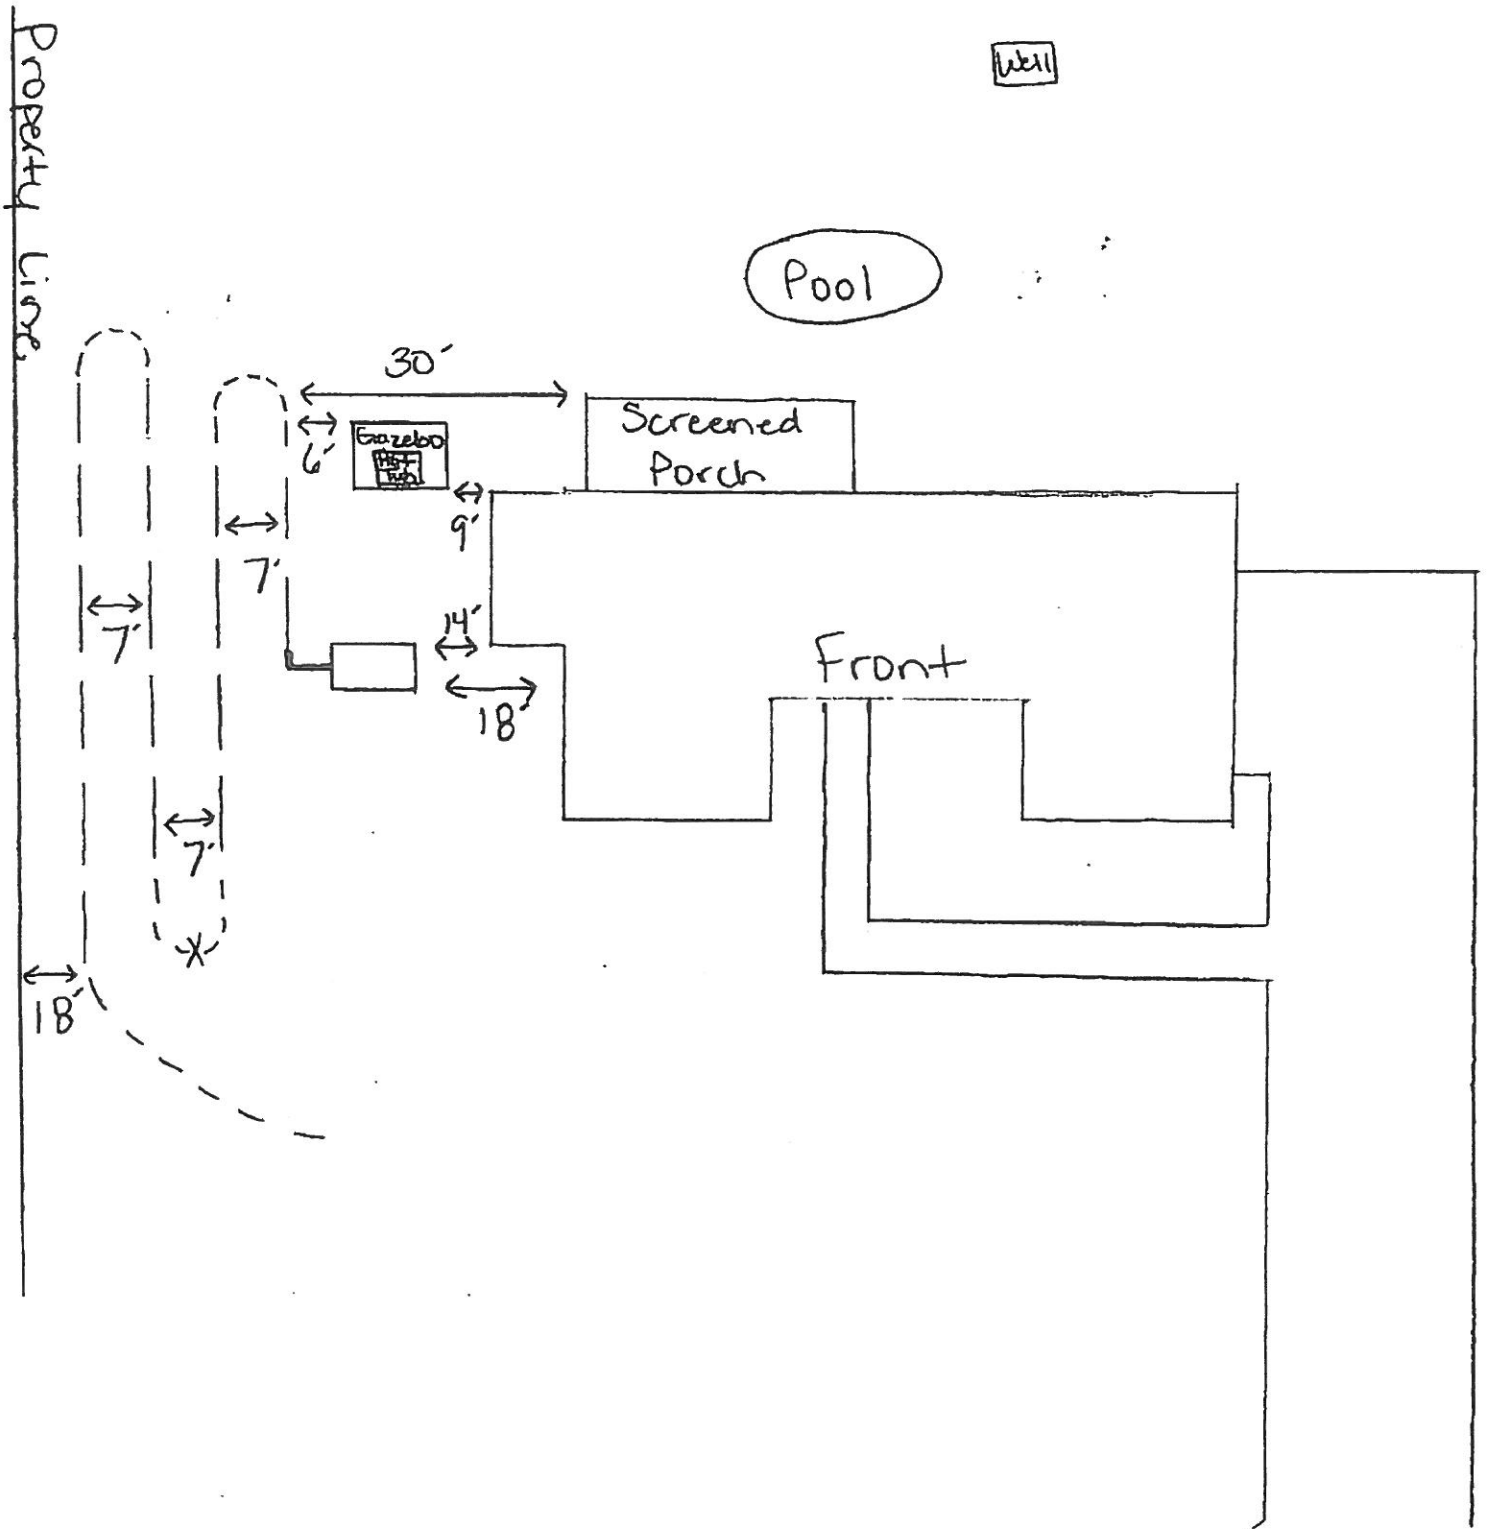 Property Line
Well
Pool
30'
Screened
Porch
6'
Gazebo
Hot
Tub
9'
7'
7'
14'
18'
Front
7'
X
18'